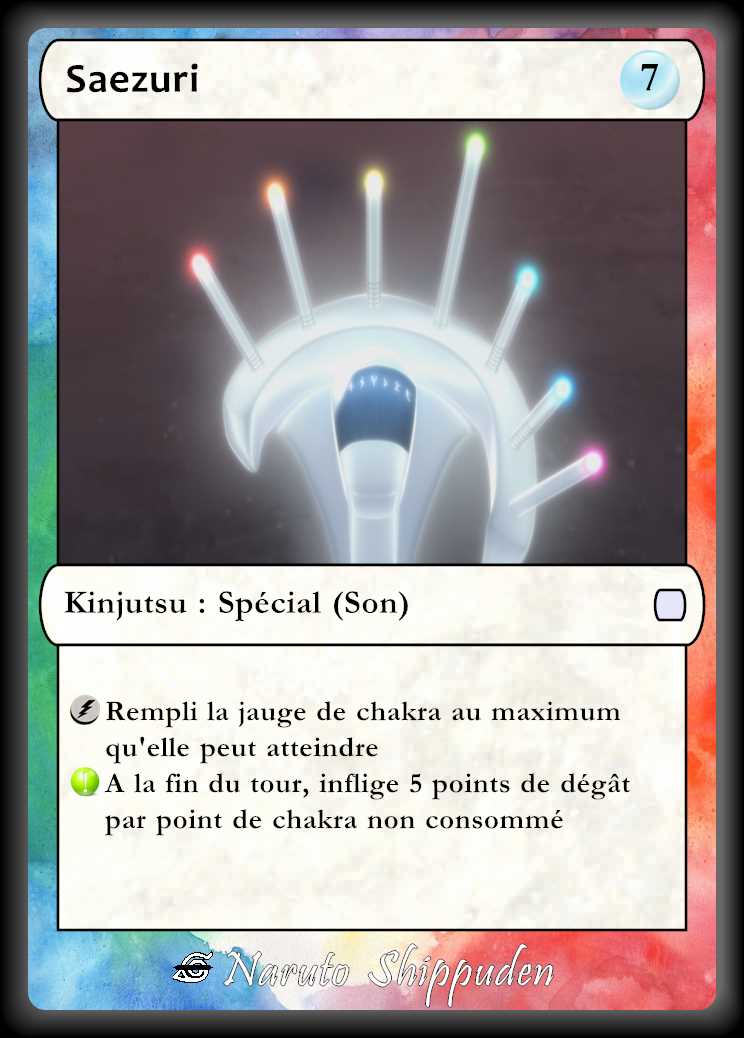 Saezuri
7
Kinjutsu : Spécial (Son)
Rempli la jauge de chakra au maximum
qu'elle peut atteindre
A la fin du tour, inflige 5 points de dégât
par point de chakra non consommé
Naruto Shippuden